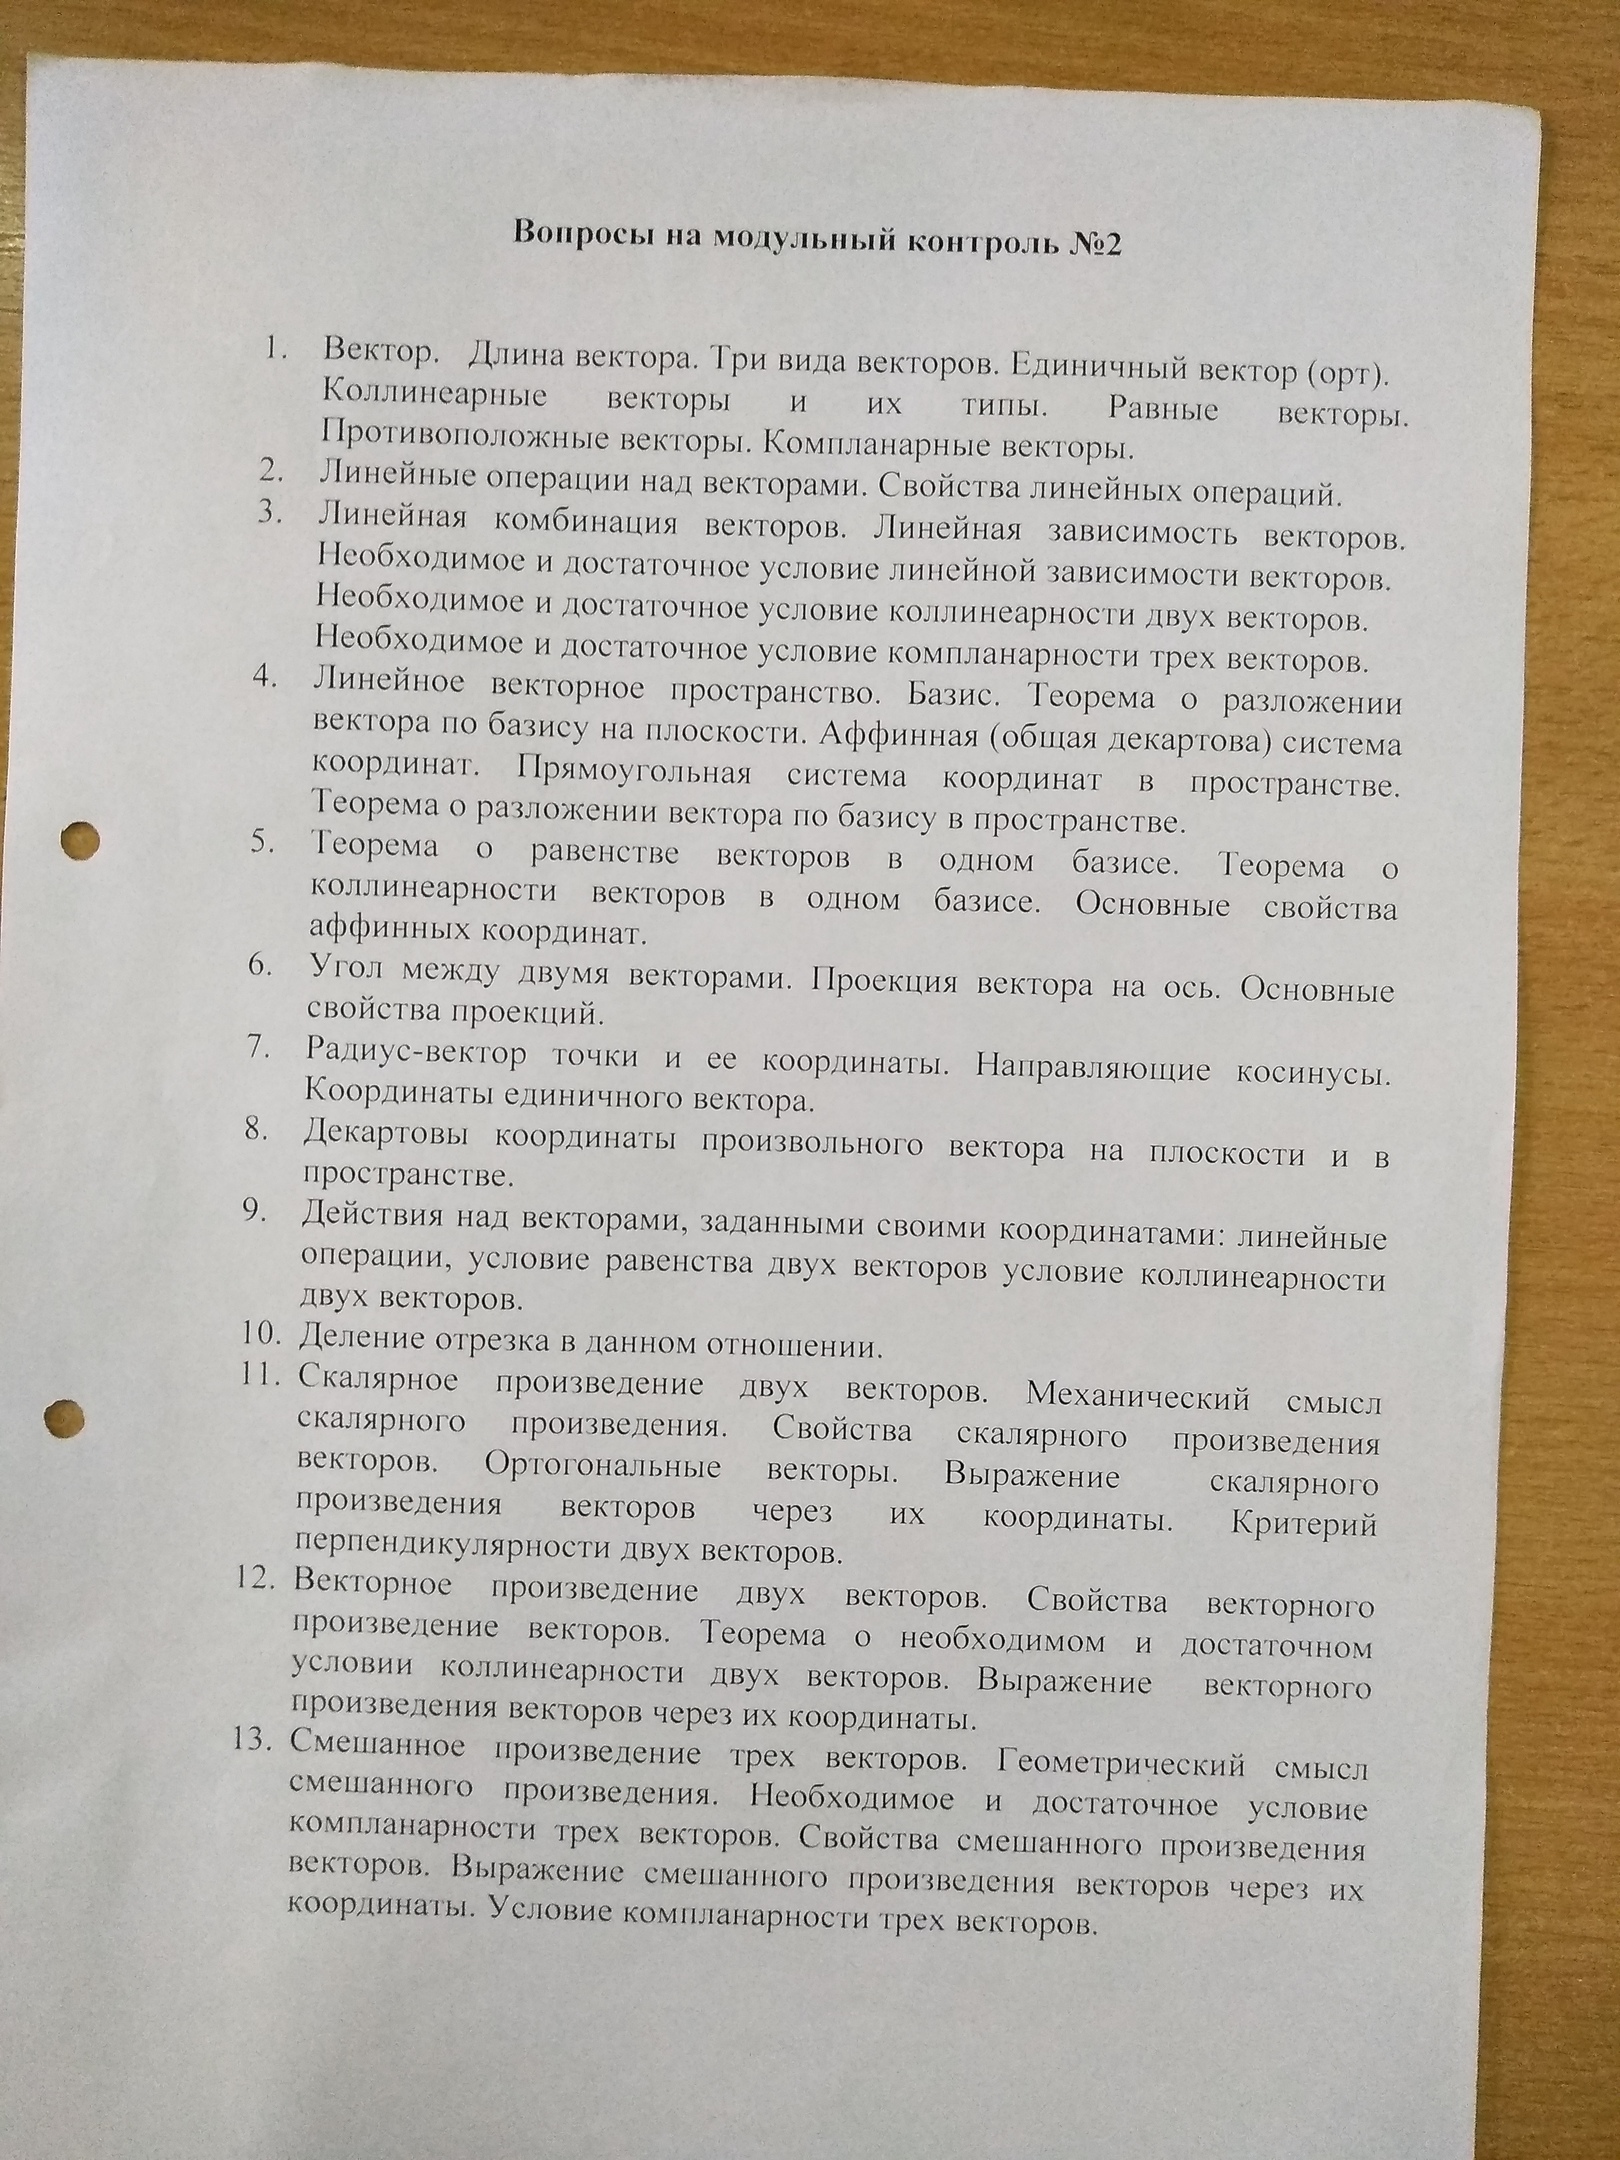 Вопросы на модульный контроль №2
1. Вектор. Длина вектора. Три вида векторов. Единичный вектор (орт).
Коллинеарные векторы и их типы. Равные векторы.
Противоположные векторы. Компланарные векторы.
2. Линейные операции над векторами. Свойства линейных операций.
3. Линейная комбинация векторов. Линейная зависимость векторов.
Необходимое и достаточное условие линейной зависимости векторов.
Необходимое и достаточное условие коллинеарности двух векторов.
Необходимое и достаточное условие компланарности трех векторов.
4. Линейное векторное пространство. Базис. Теорема о разложении
вектора по базису на плоскости. Аффинная (общая декартова) система
координат. Прямоугольная система координат в пространстве.
Теорема о разложении вектора по базису в пространстве.
5. Теорема о равенстве векторов в одном базисе. Теорема о
коллинеарности векторов в одном базисе. Основные свойства
аффинных координат.
6. Угол между двумя векторами. Проекция вектора на ось. Основные
свойства проекций.
7. Радиус-вектор точки и ее координаты. Направляющие косинусы.
Координаты единичного вектора.
8. Декартовы координаты произвольного вектора на плоскости и в
пространстве.
9. Действия над векторами, заданными своими координатами: линейные
операции, условие равенства двух векторов условие коллинеарности
двух векторов.
10. Деление отрезка в данном отношении.
11. Скалярное произведение двух векторов. Механический смысл
скалярного произведения. Свойства скалярного произведения
векторов. Ортогональные векторы. Выражение скалярного
произведения векторов через их координаты. Критерий
перпендикулярности двух векторов.
12. Векторное произведение двух векторов. Свойства векторного
произведение векторов. Теорема о необходимом и достаточном
условии коллинеарности двух векторов. Выражение векторного
произведения векторов через их координаты.
13. Смешанное произведение трех векторов. Геометрический смысл
смешанного произведения. Необходимое и достаточное условие
компланарности трех векторов. Свойства смешанного произведения
векторов. Выражение смешанного произведения векторов через их
координаты. Условие компланарности трех векторов.